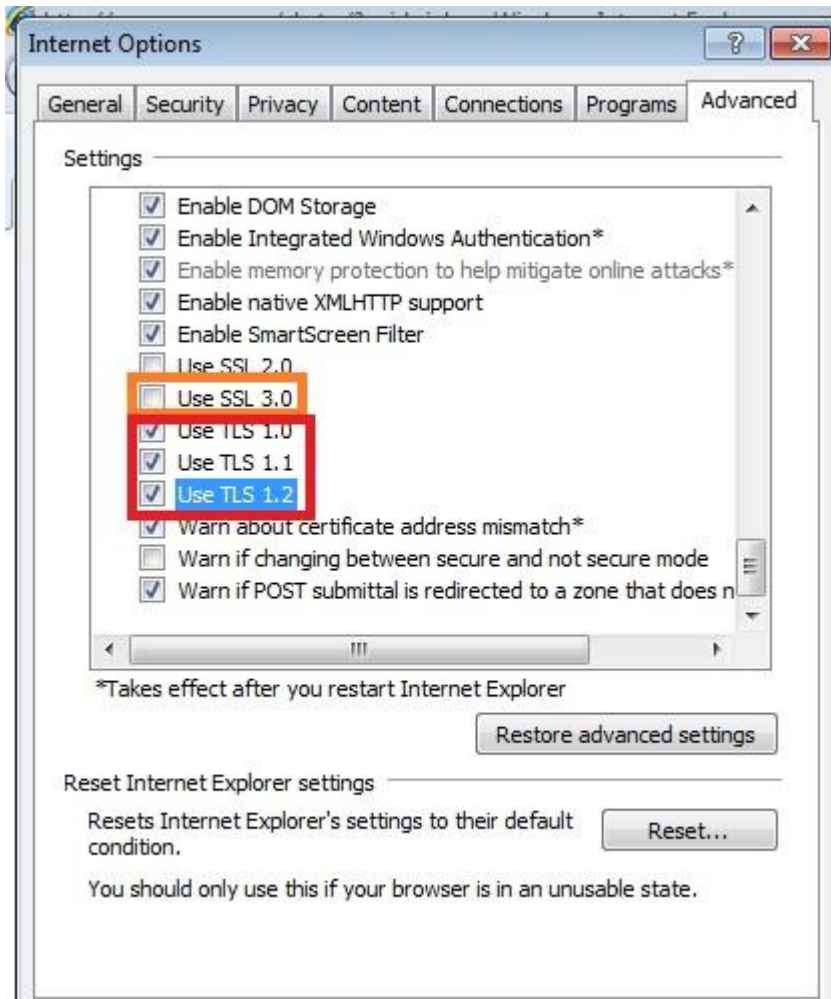 Internet Options
General Security Privacy Content Connections Programs Advanced
Settings
Enable DOM Storage
Enable Integrated Windows Authentication*
Enable memory protection to help mitigate online attacks*
Enable native XMLHTTP support
Enable SmartScreen Filter
Use SSL 2.0
Use SSL 3.0
Use TLS 1.0
Use TLS 1.1
Use TLS 1.2
Warn about certificate address mismatch*
Warn if changing between secure and not secure mode
Warn if POST submittal is redirected to a zone that does n
*Takes effect after you restart Internet Explorer
Restore advanced settings
Reset Internet Explorer settings
Resets Internet Explorer's settings to their default
condition.
Reset...
You should only use this if your browser is in an unusable state.